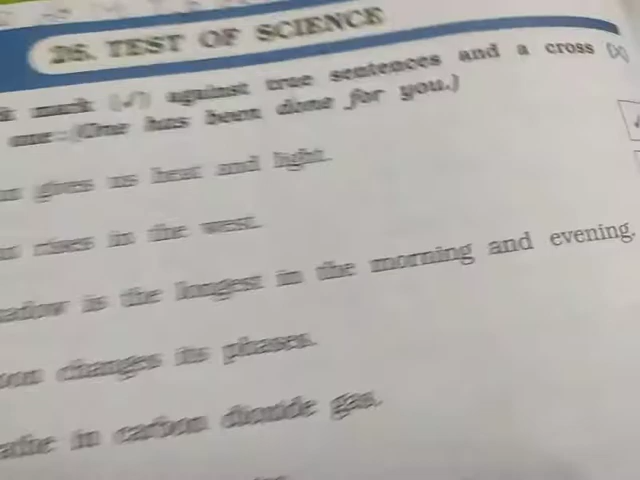 26. TEST OF SCIENCE
mark (✓) against true sentences and a cross (×)
one:-(One has been done for you.)
gives us heat and light.
rises in the west.
is the longest in the morning and evening.
changes its phases.
in carbon dioxide gas.